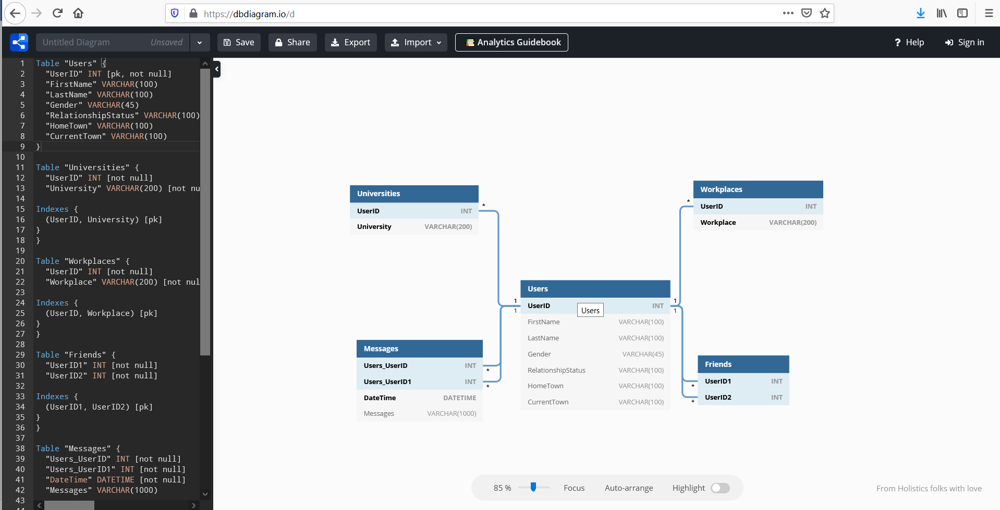 https://dbdiagram.io/d
Untitled Diagram Unsaved Save Share Export Import Analytics Guidebook ? Help Sign in
1 Table "Users" {
2 "UserID" INT [pk, not null]
3 "FirstName" VARCHAR(100)
4 "LastName" VARCHAR(100)
5 "Gender" VARCHAR(45)
6 "RelationshipStatus" VARCHAR(100)
7 "HomeTown" VARCHAR(100)
8 "CurrentTown" VARCHAR(100)
9 }
10
11 Table "Universities" {
12 "UserID" INT [not null]
13 "University" VARCHAR(200) [not nu
14
15 Indexes {
16 (UserID, University) [pk]
17 }
18 }
19
20 Table "Workplaces" {
21 "UserID" INT [not null]
22 "Workplace" VARCHAR(200) [not nul
23
24 Indexes {
25 (UserID, Workplace) [pk]
26 }
27 }
28
29 Table "Friends" {
30 "UserID1" INT [not null]
31 "UserID2" INT [not null]
32
33 Indexes {
34 (UserID1, UserID2) [pk]
35 }
36 }
37
38 Table "Messages" {
39 "Users_UserID" INT [not null]
40 "Users_UserID1" INT [not null]
41 "DateTime" DATETIME [not null]
42 "Messages" VARCHAR(1000)
43
Universities
UserID INT *
University VARCHAR(200)
Workplaces
* UserID INT
Workplace VARCHAR(200)
Users
1 UserID INT 1
1 Users 1
FirstName VARCHAR(100)
LastName VARCHAR(100)
Gender VARCHAR(45)
RelationshipStatus VARCHAR(100)
HomeTown VARCHAR(100)
CurrentTown VARCHAR(100)
Messages
Users_UserID INT *
Users_UserID1 INT *
DateTime DATETIME
Messages VARCHAR(1000)
Friends
* UserID1 INT
* UserID2 INT
85 % Focus Auto-arrange Highlight
From Holistics folks with love